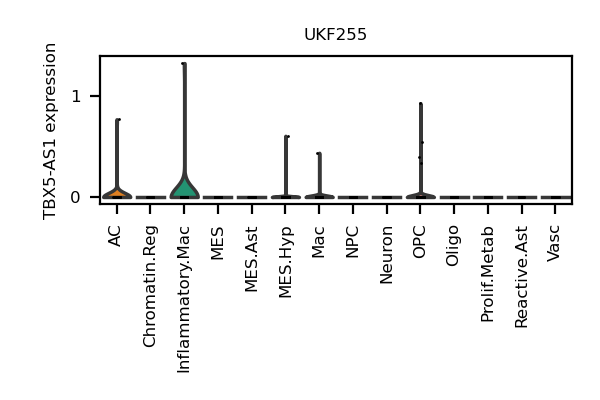 UKF255
TBX5-AS1 expression
1
0
AC
Chromatin.Reg
Inflammatory.Mac
MES
MES.Ast
MES.Hyp
Mac
NPC
Neuron
OPC
Oligo
Prolif.Metab
Reactive.Ast
Vasc